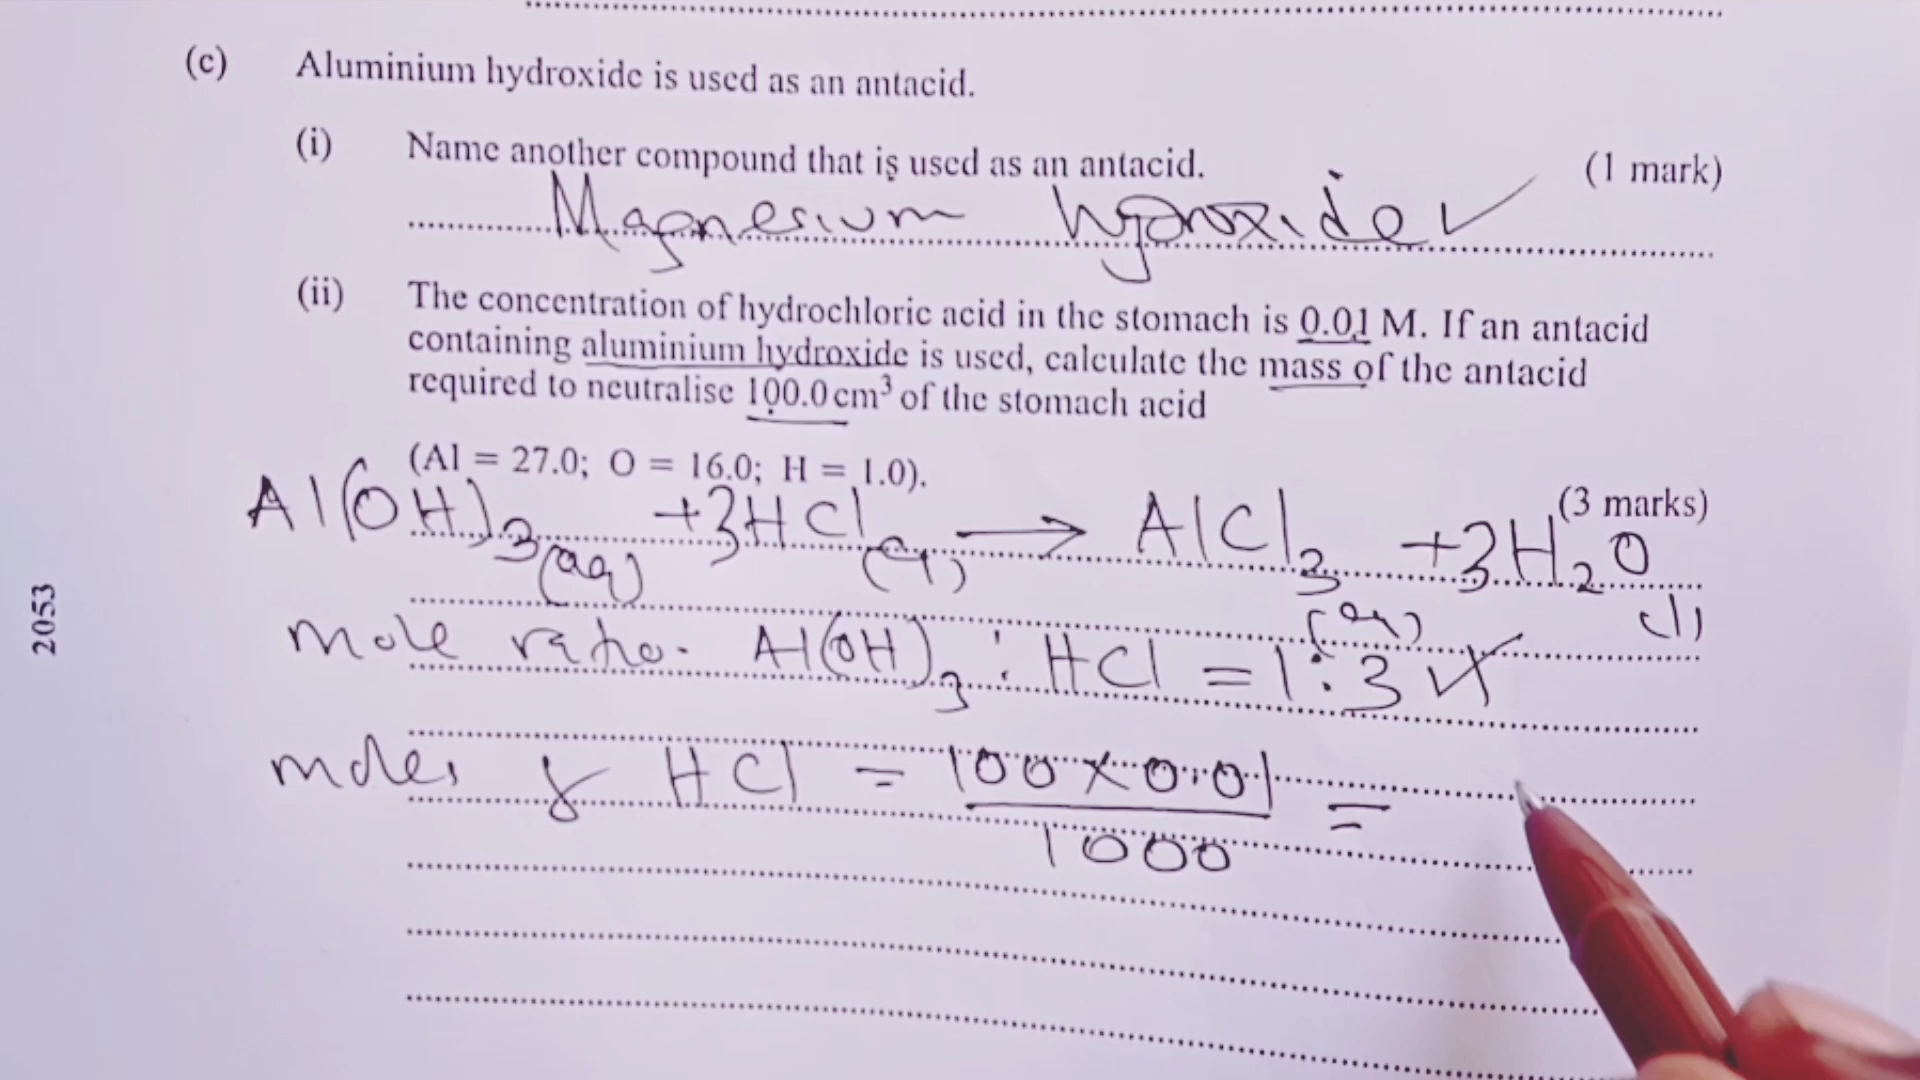 (c) Aluminium hydroxide is used as an antacid.
(i) Name another compound that is used as an antacid. (1 mark)
Magnesium hydroxide ✓
(ii) The concentration of hydrochloric acid in the stomach is 0.01 M. If an antacid
containing aluminium hydroxide is used, calculate the mass of the antacid
required to neutralise 100.0 cm³ of the stomach acid
(Al = 27.0; O = 16.0; H = 1.0).
(3 marks)
Al(OH)₃(aq) + 3HCl(aq) → AlCl₃(aq) + 3H₂O(l)
mole ratio. Al(OH)₃ : HCl = 1:3
moles of HCl = 100 × 0.01 =
1000
2053